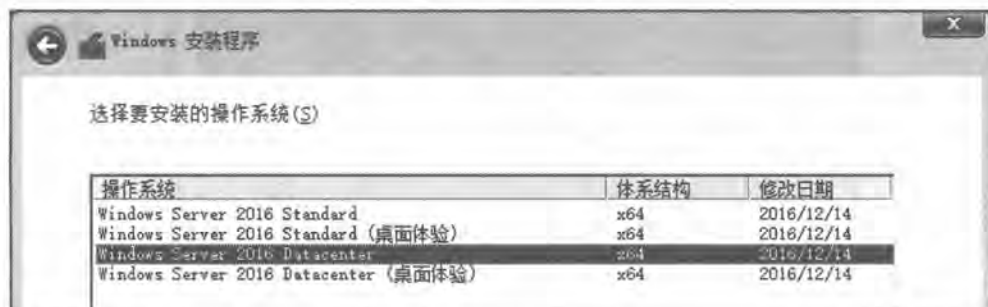 Windows 安装程序
选择要安装的操作系统(S)
操作系统 体系结构 修改日期
Windows Server 2016 Standard x64 2016/12/14
Windows Server 2016 Standard (桌面体验) x64 2016/12/14
Windows Server 2016 Datacenter x64 2016/12/14
Windows Server 2016 Datacenter (桌面体验) x64 2016/12/14